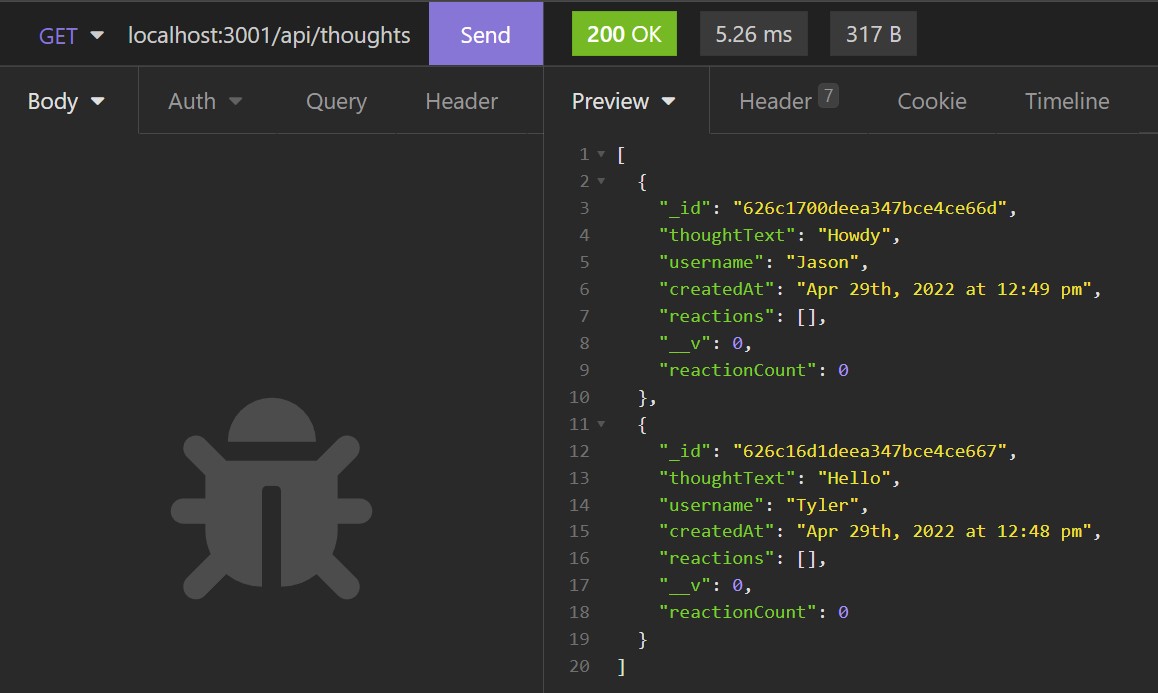 GET localhost:3001/api/thoughts Send 200 OK 5.26 ms 317 B
Body Auth Query Header Preview Header 7 Cookie Timeline
1 [
2 {
3 "_id": "626c1700deea347bce4ce66d",
4 "thoughtText": "Howdy",
5 "username": "Jason",
6 "createdAt": "Apr 29th, 2022 at 12:49 pm",
7 "reactions": [],
8 "__v": 0,
9 "reactionCount": 0
10 },
11 {
12 "_id": "626c16d1deea347bce4ce667",
13 "thoughtText": "Hello",
14 "username": "Tyler",
15 "createdAt": "Apr 29th, 2022 at 12:48 pm",
16 "reactions": [],
17 "__v": 0,
18 "reactionCount": 0
19 }
20 ]